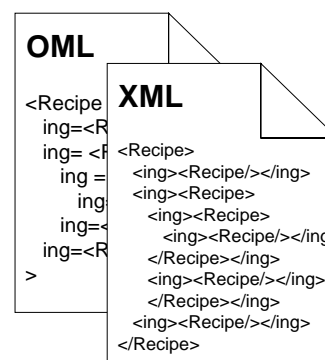 OML
<Recipe
ing=<R
ing= <
ing =
ing
ing=<
ing=<R
>
XML
<Recipe>
<ing><Recipe/></ing>
<ing><Recipe>
<ing><Recipe>
<ing><Recipe/></ing
</Recipe></ing>
<ing><Recipe/></ing>
</Recipe></ing>
<ing><Recipe/></ing>
</Recipe>